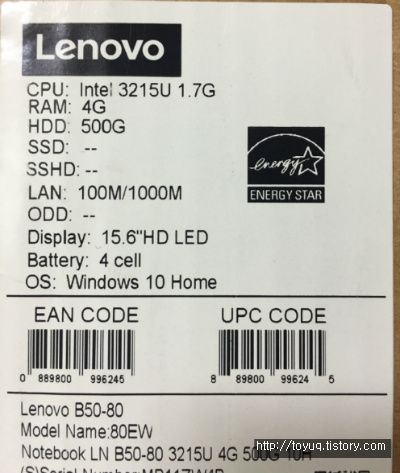 Lenovo
CPU: Intel 3215U 1.7G
RAM: 4G
HDD: 500G
SSD: --
SSHD: --
LAN: 100M/1000M
ODD: --
Display: 15.6"HD LED
Battery: 4 cell
OS: Windows 10 Home
energy
ENERGY STAR
EAN CODE
UPC CODE
0 889800 996245
8 89800 99624 5
Lenovo B50-80
Model Name:80EW
Notebook LN B50-80 3215U 4G 500G 10H
http://toyuq.tistory.com
(S)Serial Number